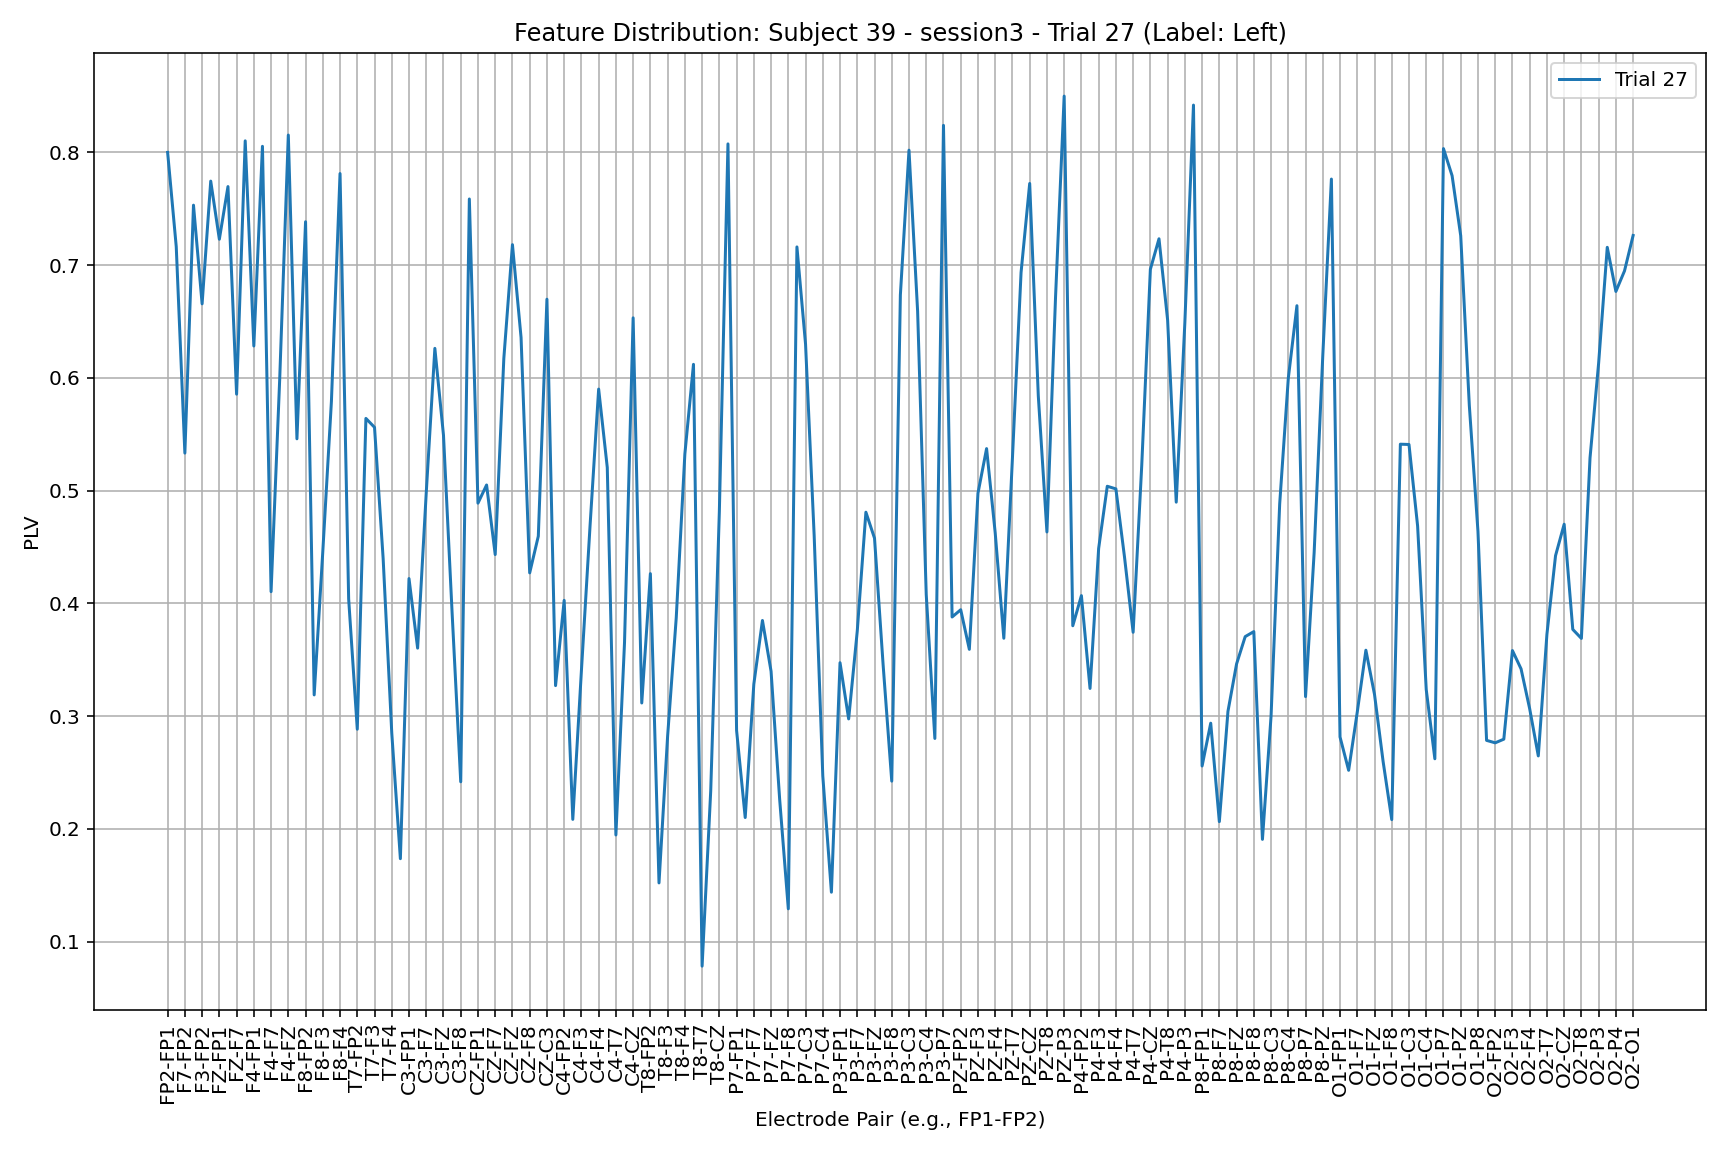 Feature Distribution: Subject 39 - session3 - Trial 27 (Label: Left)
Trial 27
PLV
0.8
0.7
0.6
0.5
0.4
0.3
0.2
0.1
FP2-FP1
F7-FP2
F3-FP2
FZ-FP1
FZ-F7
F4-FP1
F4-F7
F4-FZ
F8-FP2
F8-F3
F8-F4
T7-FP2
T7-F3
T7-F4
C3-FP1
C3-F7
C3-FZ
C3-F8
CZ-FP1
CZ-F7
CZ-FZ
CZ-F8
CZ-C3
C4-FP2
C4-F3
C4-F4
C4-T7
C4-CZ
T8-FP2
T8-F3
T8-F4
T8-T7
T8-CZ
P7-FP1
P7-F7
P7-FZ
P7-F8
P7-C3
P7-C4
P3-FP1
P3-F7
P3-FZ
P3-F8
P3-C3
P3-C4
P3-P7
PZ-FP2
PZ-F3
PZ-F4
PZ-T7
PZ-CZ
PZ-T8
PZ-P3
P4-FP2
P4-F3
P4-F4
P4-T7
P4-CZ
P4-T8
P4-P3
P8-FP1
P8-F7
P8-FZ
P8-F8
P8-C3
P8-C4
P8-P7
P8-PZ
O1-FP1
O1-F7
O1-FZ
O1-F8
O1-C3
O1-C4
O1-P7
O1-PZ
O1-P8
O2-FP2
O2-F3
O2-F4
O2-T7
O2-CZ
O2-T8
O2-P3
O2-P4
O2-O1
Electrode Pair (e.g., FP1-FP2)